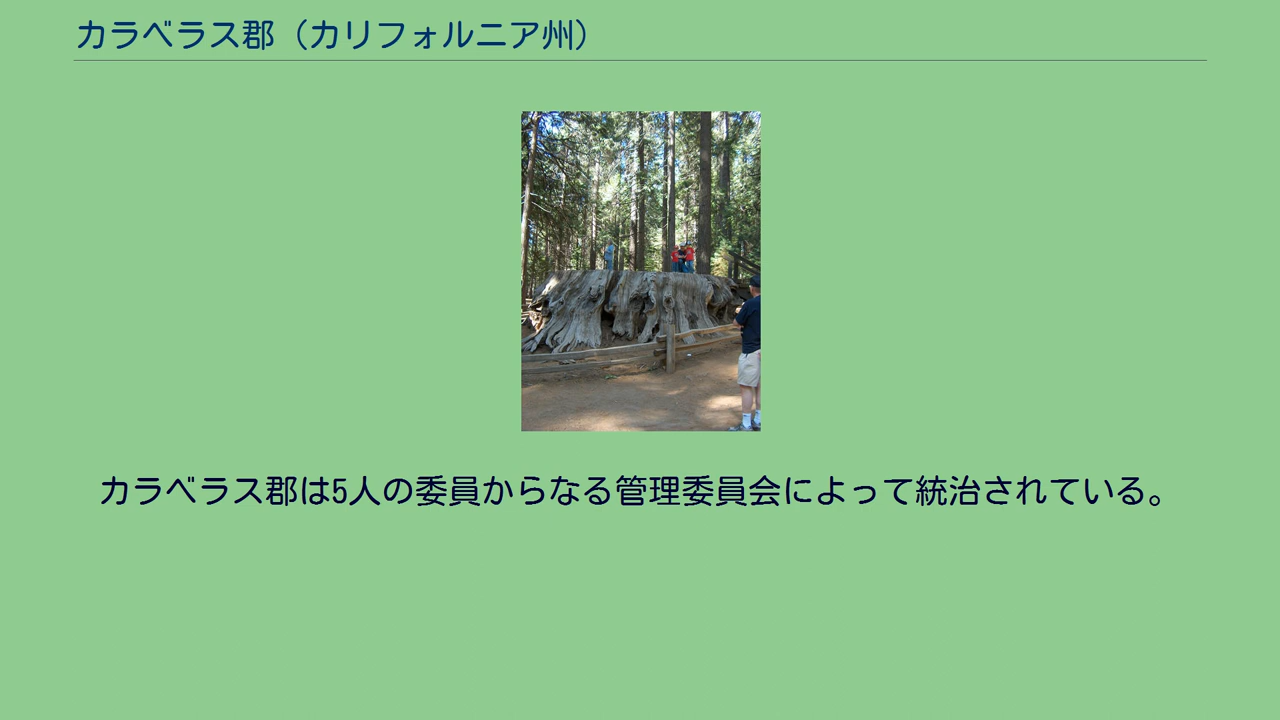 カラベラス郡（カリフォルニア州）
カラベラス郡は5人の委員からなる管理委員会によって統治されている。